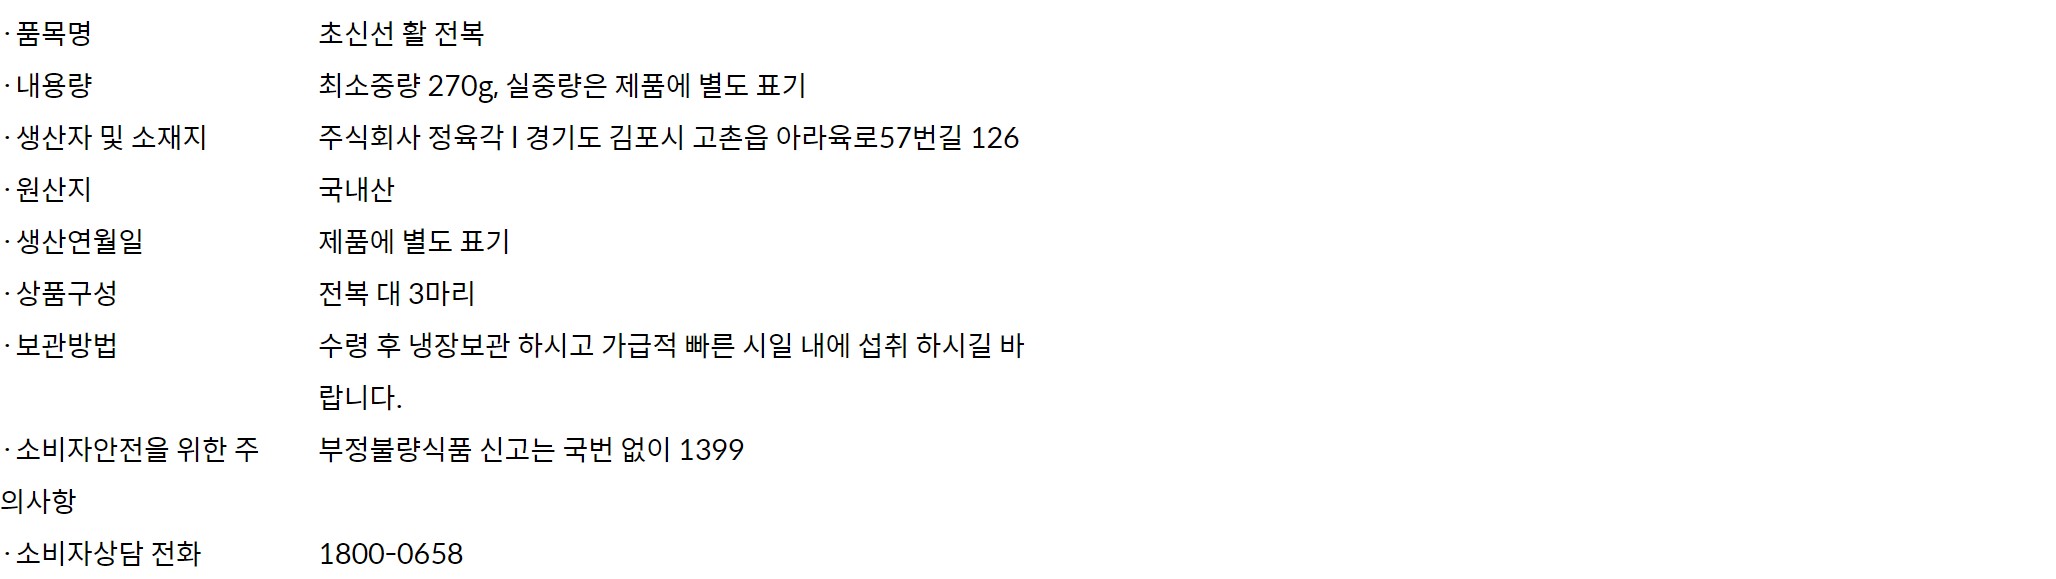 · 품목명 초신선 활 전복
· 내용량 최소중량 270g, 실중량은 제품에 별도 표기
· 생산자 및 소재지 주식회사 정육각 l 경기도 김포시 고촌읍 아라육로57번길 126
· 원산지 국내산
· 생산연월일 제품에 별도 표기
· 상품구성 전복 대 3마리
· 보관방법 수령 후 냉장보관 하시고 가급적 빠른 시일 내에 섭취 하시길 바
랍니다.
· 소비자안전을 위한 주 부정불량식품 신고는 국번 없이 1399
의사항
· 소비자상담 전화 1800-0658